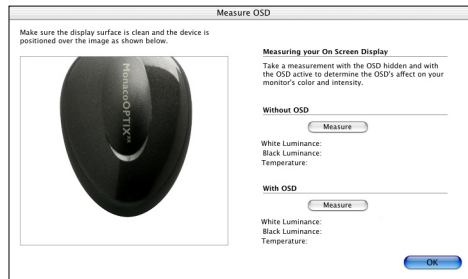 Measure OSD
Make sure the display surface is clean and the device is
positioned over the image as shown below.
MonacoOPTIX XR
Measuring your On Screen Display
Take a measurement with the OSD hidden and with
the OSD active to determine the OSD's affect on your
monitor's color and intensity.
Without OSD
Measure
White Luminance:
Black Luminance:
Temperature:
With OSD
Measure
White Luminance:
Black Luminance:
Temperature:
OK